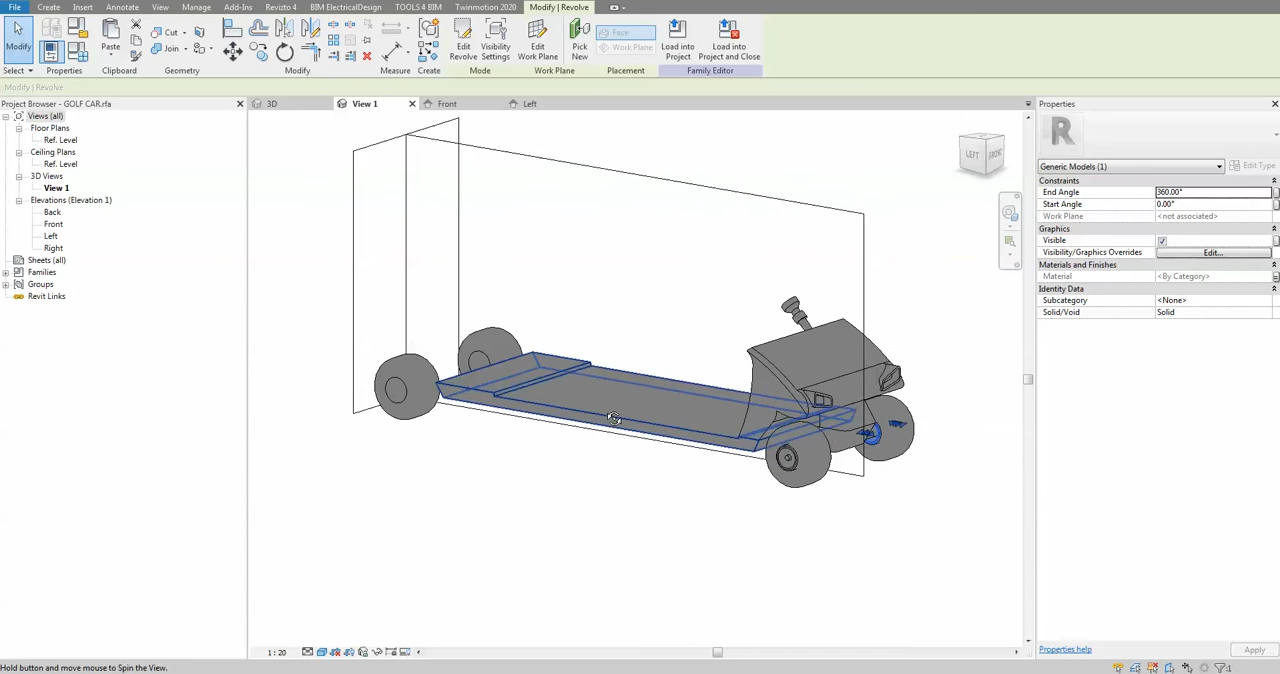 File Create Insert Annotate View Manage Add-Ins Revizto 4 BIM ElectricalDesign TOOLS 4 BIM Twinmotion 2020 Modify | Revolve
Modify
Paste
Cut
Join
Edit
Revolve
Visibility
Settings
Edit
Work Plane
Pick
New
Face
Work Plane
Load into
Project
Load into
Project and Close
Select Properties Clipboard Geometry Modify Measure Create Mode Work Plane Placement Family Editor
Modify | Revolve
Project Browser - GOLF CAR.rfa
Views (all)
Floor Plans
Ref. Level
Ceiling Plans
Ref. Level
3D Views
View 1
Elevations (Elevation 1)
Back
Front
Left
Right
Sheets (all)
Families
Groups
Revit Links
3D View 1 Front Left
LEFT FRONT
Properties
R
Generic Models (1) Edit Type
Constraints
End Angle 360.00°
Start Angle 0.00°
Work Plane <not associated>
Graphics
Visible
Visibility/Graphics Overrides Edit...
Materials and Finishes
Material <By Category>
Identity Data
Subcategory <None>
Solid/Void Solid
Properties help Apply
1 : 20
Hold button and move mouse to Spin the View.
:1